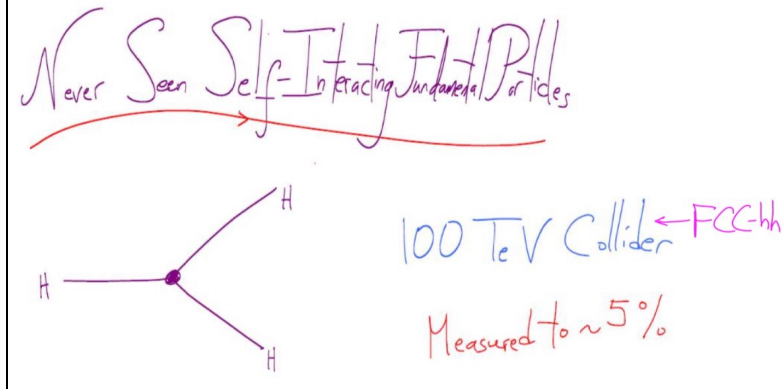 Never Seen Self-Interacting Fundamental Particles
H
H
H
100 TeV Collider ← FCC-hh
Measured to ~5%